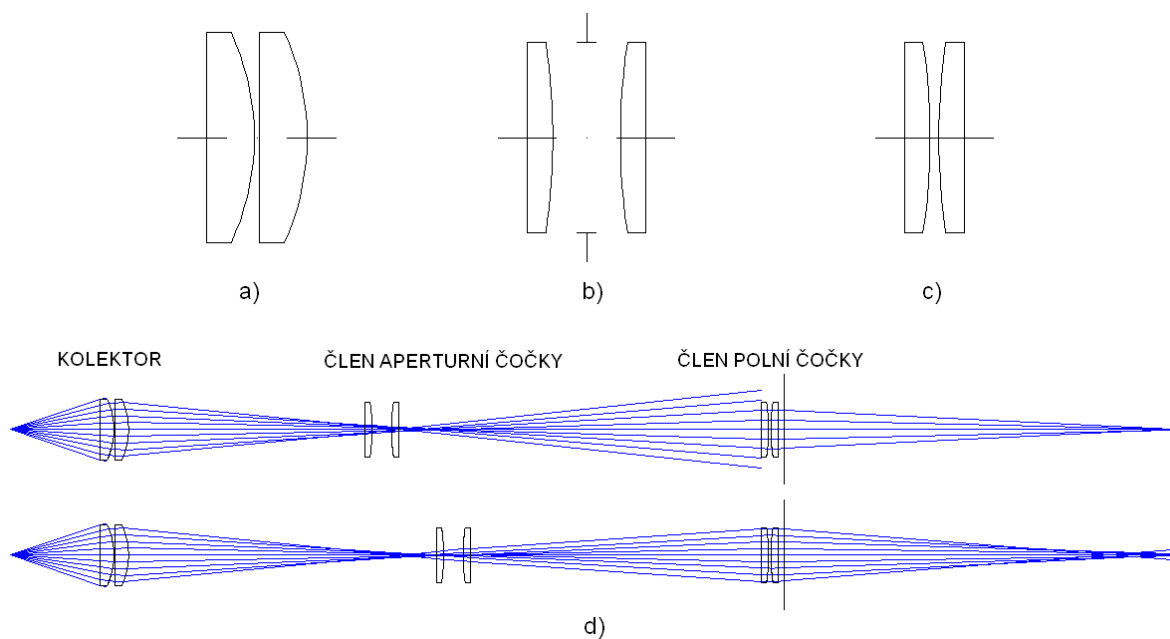 a)
b)
c)
KOLEKTOR
ČLEN APERTURNÍ ČOČKY
ČLEN POLNÍ ČOČKY
d)